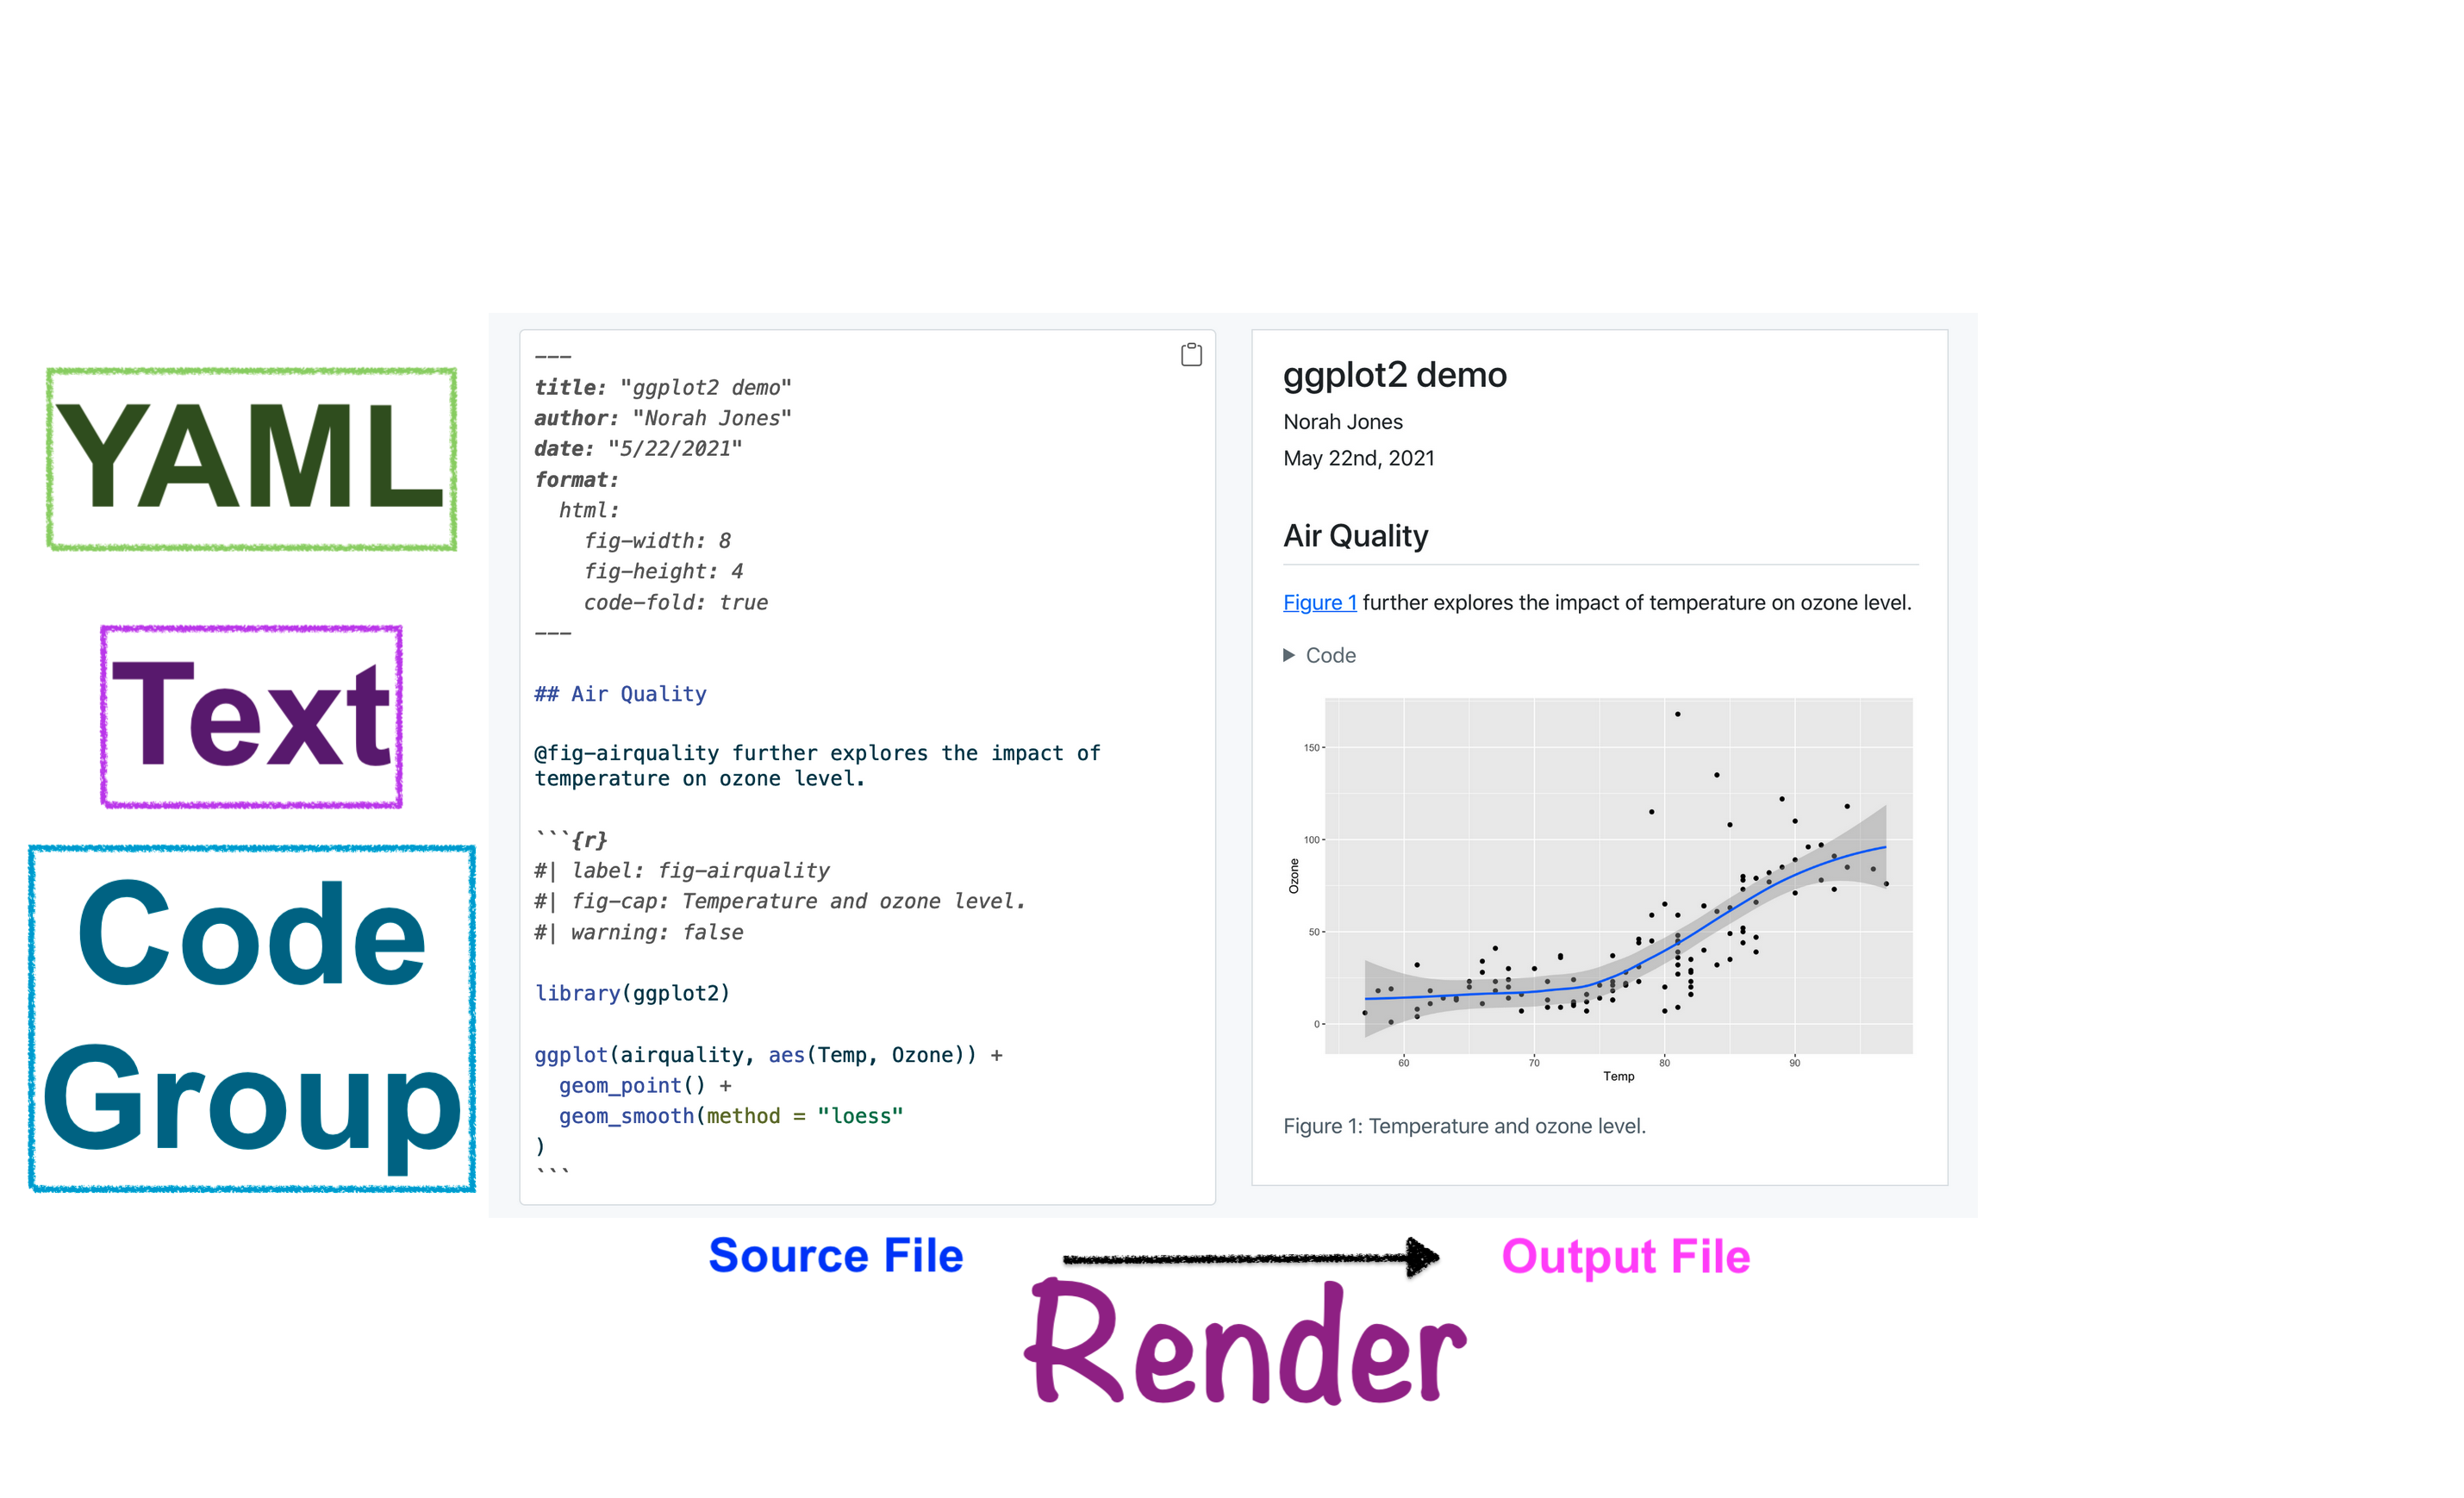 YAML
Text
Code
Group
---
title: "ggplot2 demo"
author: "Norah Jones"
date: "5/22/2021"
format:
  html:
    fig-width: 8
    fig-height: 4
    code-fold: true
---
## Air Quality
@fig-airquality further explores the impact of
temperature on ozone level.
```{r}
#| label: fig-airquality
#| fig-cap: Temperature and ozone level.
#| warning: false
library(ggplot2)
ggplot(airquality, aes(Temp, Ozone)) +
  geom_point() +
  geom_smooth(method = "loess"
)
```
ggplot2 demo
Norah Jones
May 22nd, 2021
Air Quality
Figure 1 further explores the impact of temperature on ozone level.
Code
150
100
50
0
Ozone
60 70 80 90
Temp
Figure 1: Temperature and ozone level.
Source File
Output File
Render